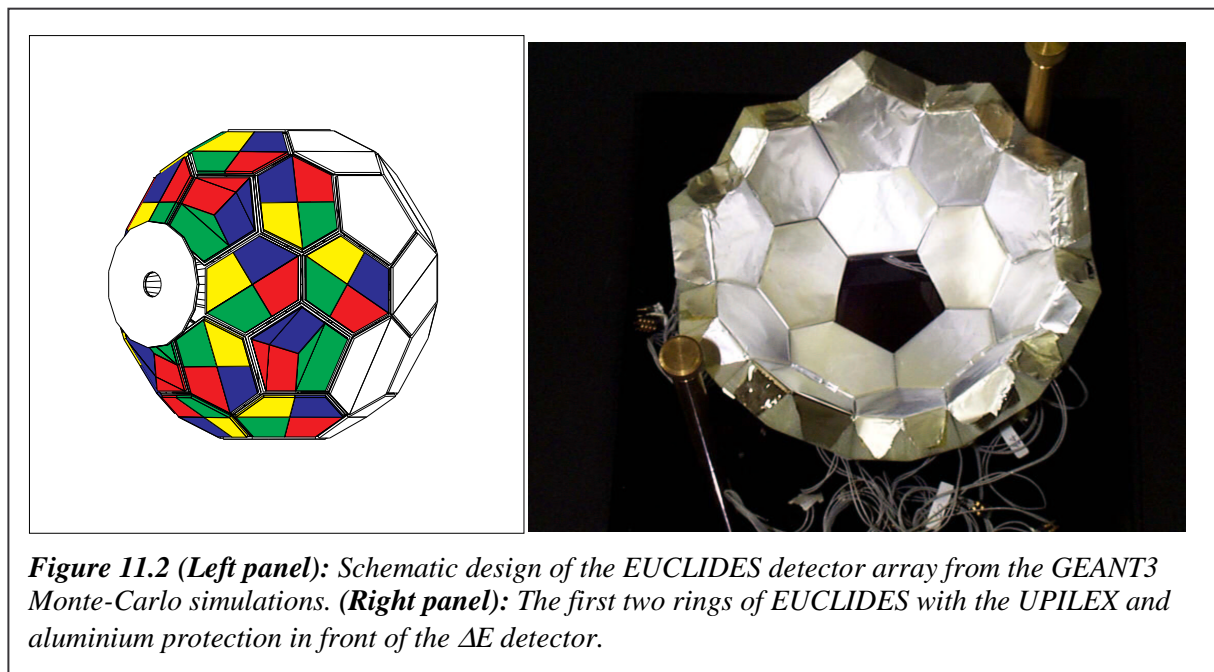 Figure 11.2 (Left panel): Schematic design of the EUCLIDES detector array from the GEANT3
Monte-Carlo simulations. (Right panel): The first two rings of EUCLIDES with the UPILEX and
aluminium protection in front of the ΔE detector.